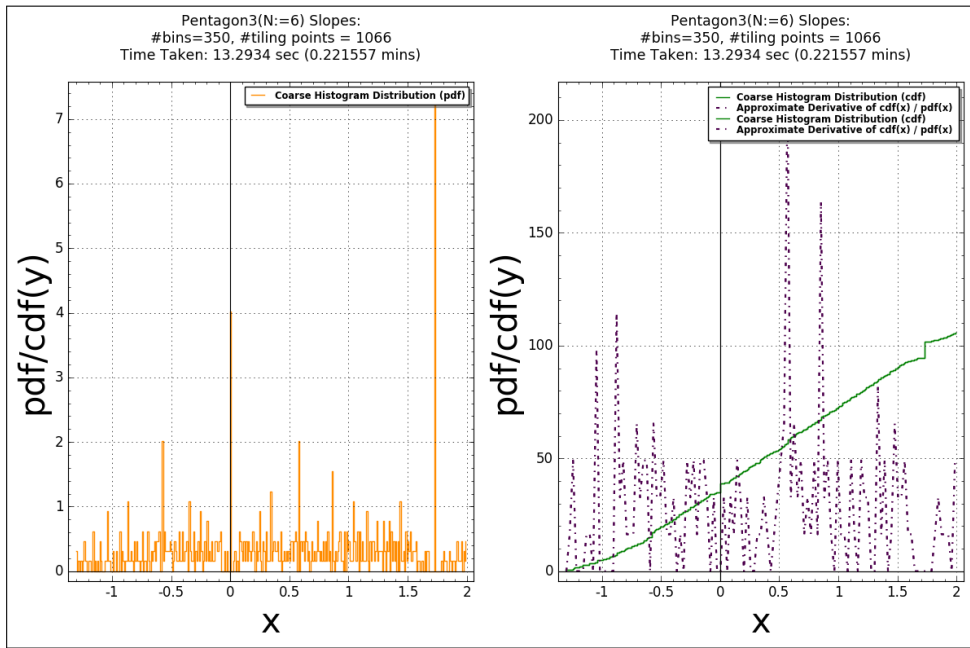 Pentagon3(N:=6) Slopes:
#bins=350, #tiling points = 1066
Time Taken: 13.2934 sec (0.221557 mins)
Coarse Histogram Distribution (pdf)
pdf/cdf(y)
7
6
5
4
3
2
1
0
-1
-0.5
0
0.5
1
1.5
2
x
Pentagon3(N:=6) Slopes:
#bins=350, #tiling points = 1066
Time Taken: 13.2934 sec (0.221557 mins)
Coarse Histogram Distribution (cdf)
Approximate Derivative of cdf(x) / pdf(x)
Coarse Histogram Distribution (cdf)
Approximate Derivative of cdf(x) / pdf(x)
pdf/cdf(y)
200
150
100
50
0
-1
-0.5
0
0.5
1
1.5
2
x